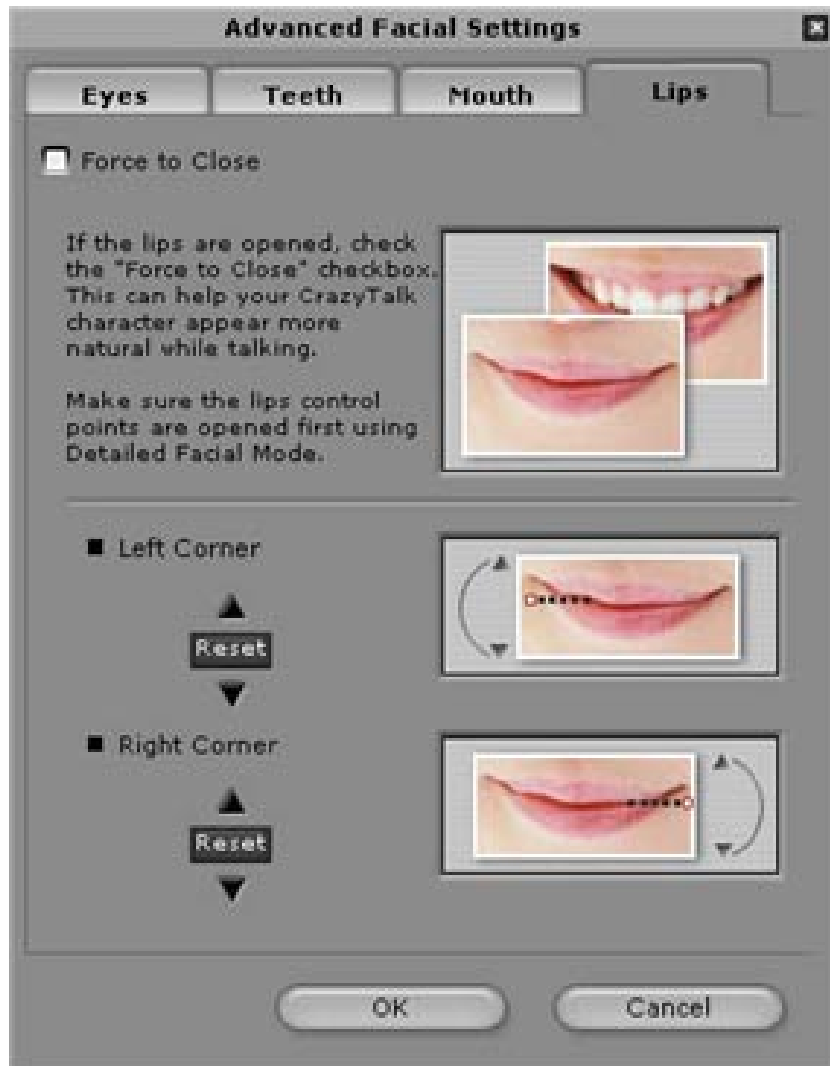 Advanced Facial Settings
Eyes
Teeth
Mouth
Lips
Force to Close
If the lips are opened, check
the "Force to Close" checkbox.
This can help your CrazyTalk
character appear more
natural while talking.
Make sure the lips control
points are opened first using
Detailed Facial Mode.
Left Corner
Reset
Right Corner
Reset
OK
Cancel